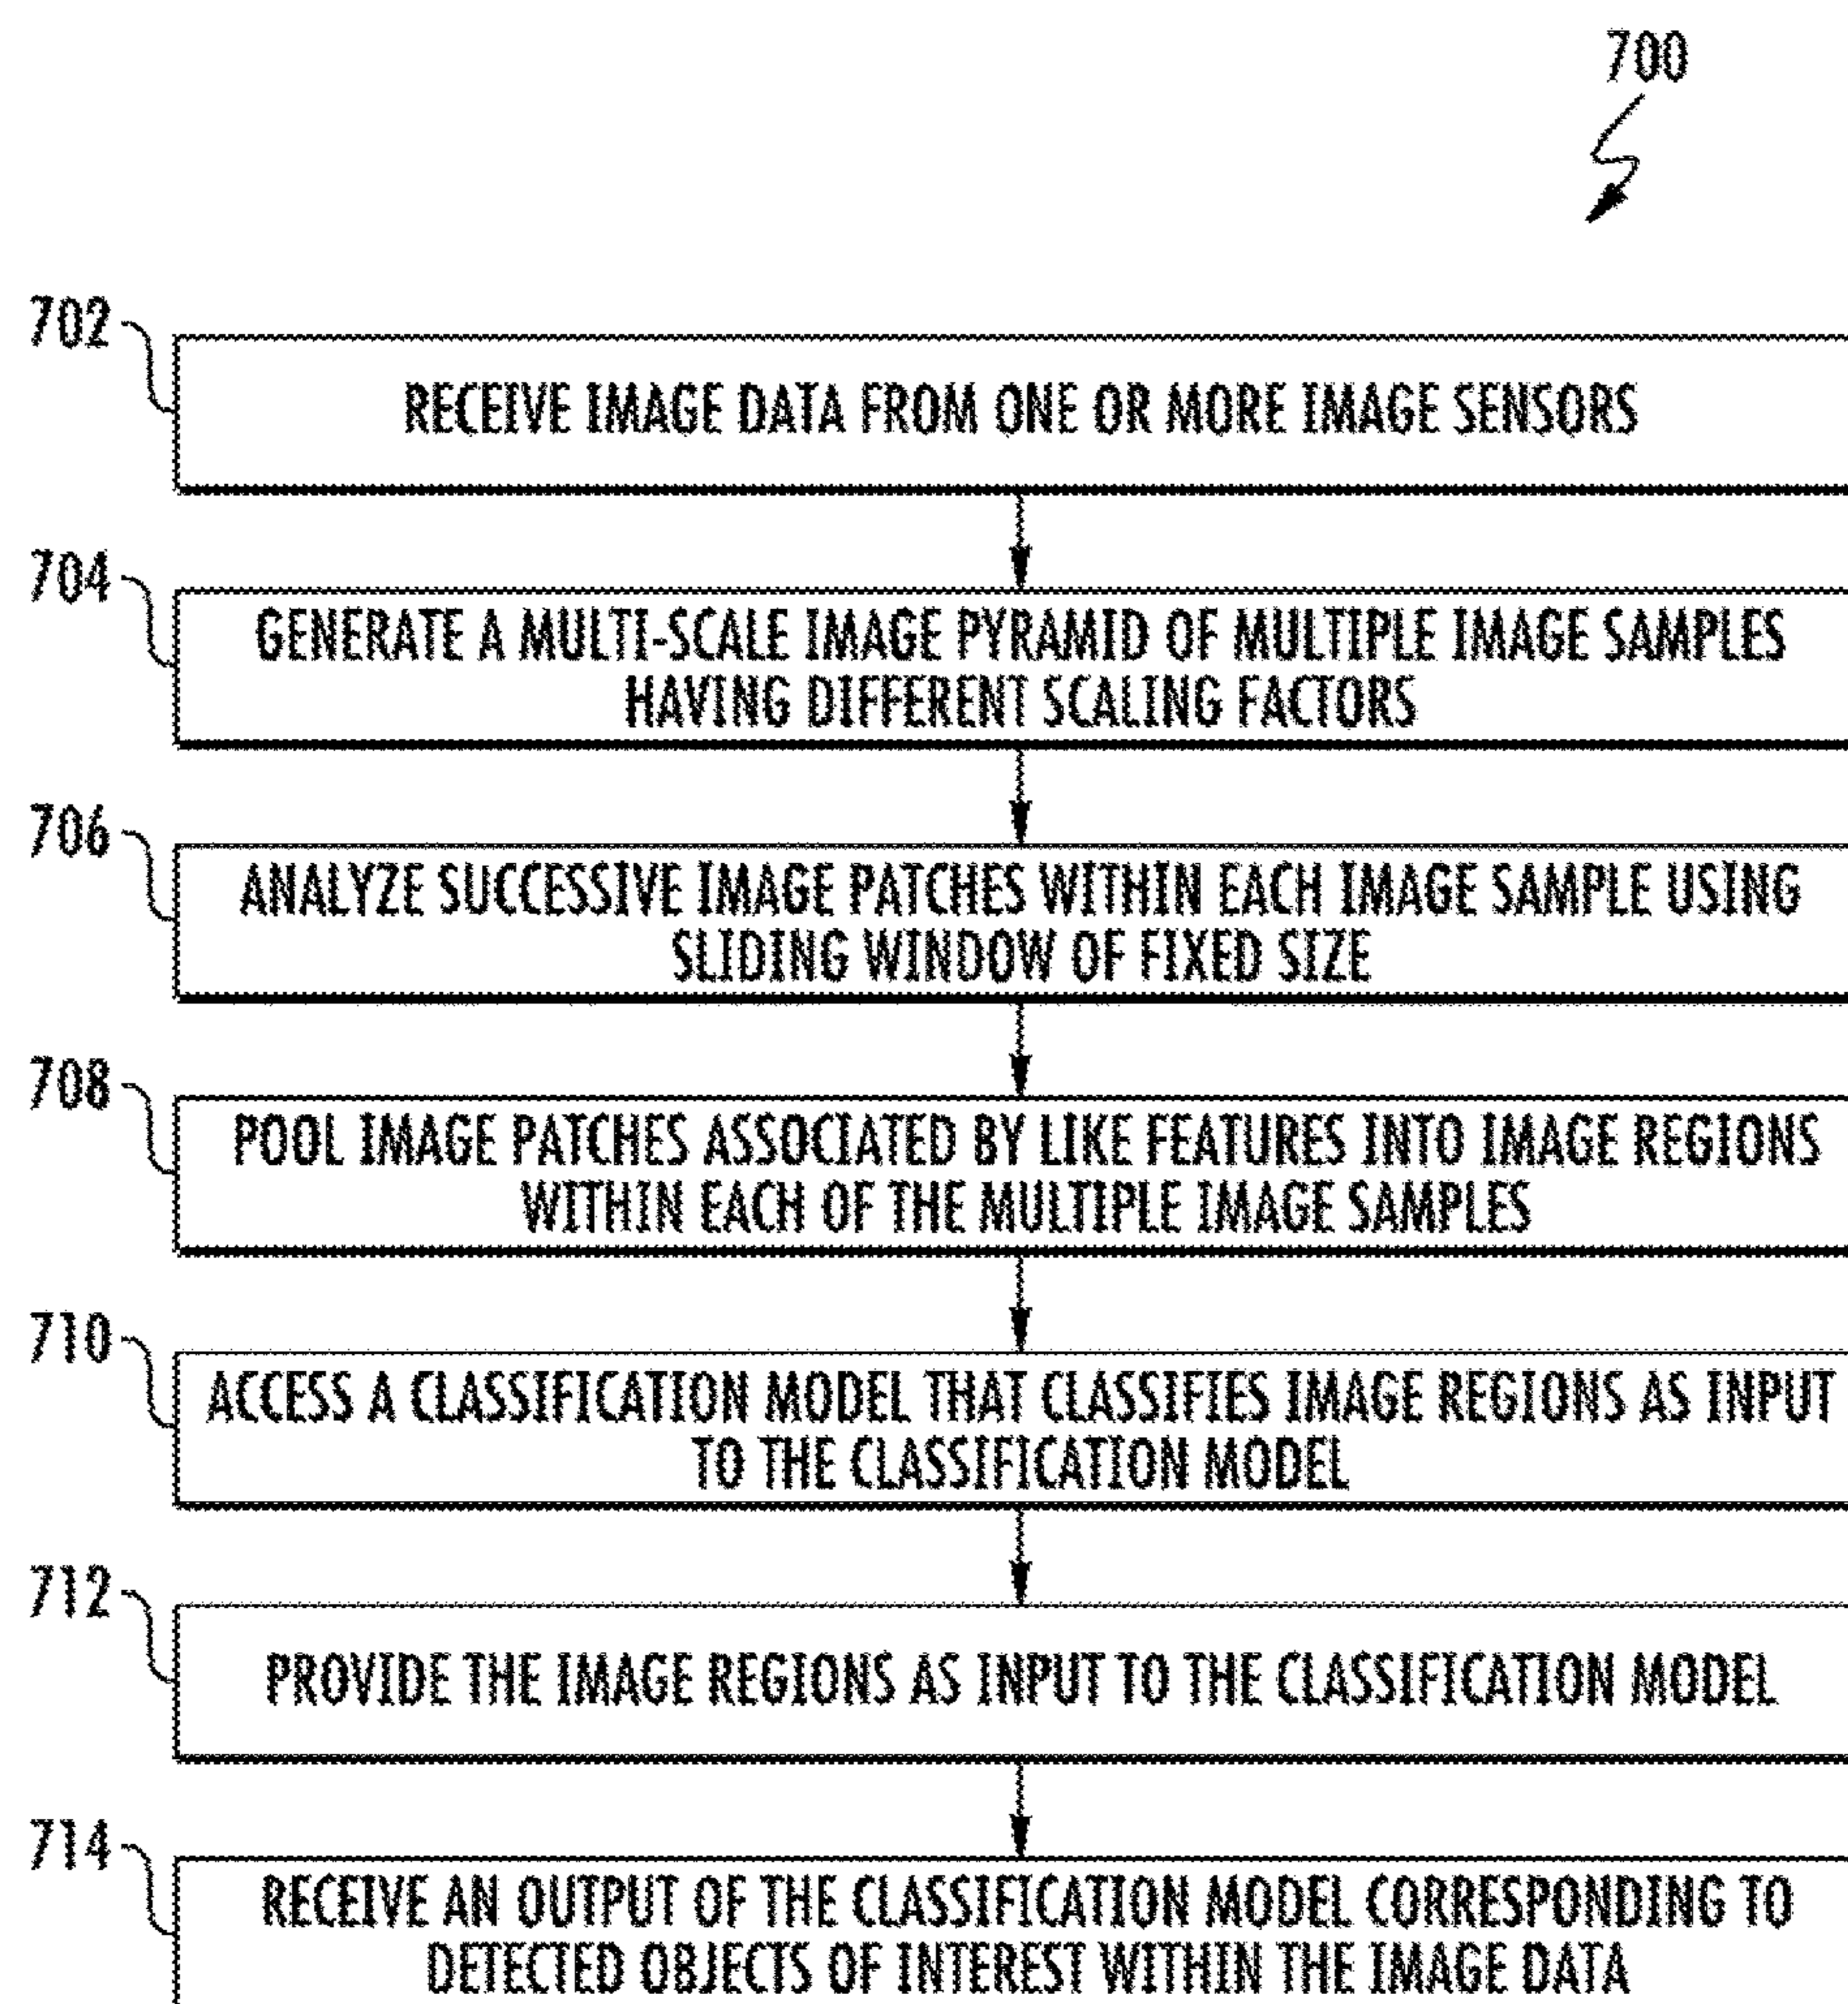 700
702
RECEIVE IMAGE DATA FROM ONE OR MORE IMAGE SENSORS
704
GENERATE A MULTI-SCALE IMAGE PYRAMID OF MULTIPLE IMAGE SAMPLES
HAVING DIFFERENT SCALING FACTORS
706
ANALYZE SUCCESSIVE IMAGE PATCHES WITHIN EACH IMAGE SAMPLE USING
SLIDING WINDOW OF FIXED SIZE
708
POOL IMAGE PATCHES ASSOCIATED BY LIKE FEATURES INTO IMAGE REGIONS
WITHIN EACH OF THE MULTIPLE IMAGE SAMPLES
710
ACCESS A CLASSIFICATION MODEL THAT CLASSIFIES IMAGE REGIONS AS INPUT
TO THE CLASSIFICATION MODEL
712
PROVIDE THE IMAGE REGIONS AS INPUT TO THE CLASSIFICATION MODEL
714
RECEIVE AN OUTPUT OF THE CLASSIFICATION MODEL CORRESPONDING TO
DETECTED OBJECTS OF INTEREST WITHIN THE IMAGE DATA